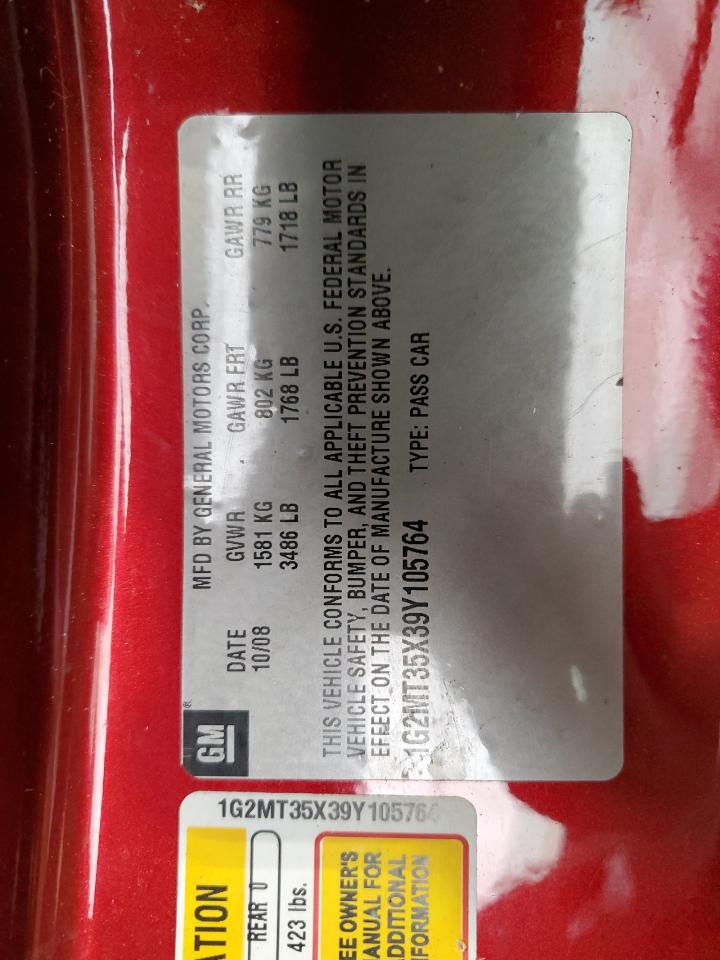 GM
®
MFD BY GENERAL MOTORS CORP.
DATE GVWR GAWR FRT GAWR RR
10/08 1581 KG 802 KG 779 KG
3486 LB 1768 LB 1718 LB
THIS VEHICLE CONFORMS TO ALL APPLICABLE U.S. FEDERAL MOTOR
VEHICLE SAFETY, BUMPER, AND THEFT PREVENTION STANDARDS IN
EFFECT ON THE DATE OF MANUFACTURE SHOWN ABOVE.
1G2MT35X39Y105764 TYPE: PASS CAR
1G2MT35X39Y105764
ATION
REAR 0
423 lbs.
EE OWNER'S
ANUAL FOR
DDITIONAL
FORMATION